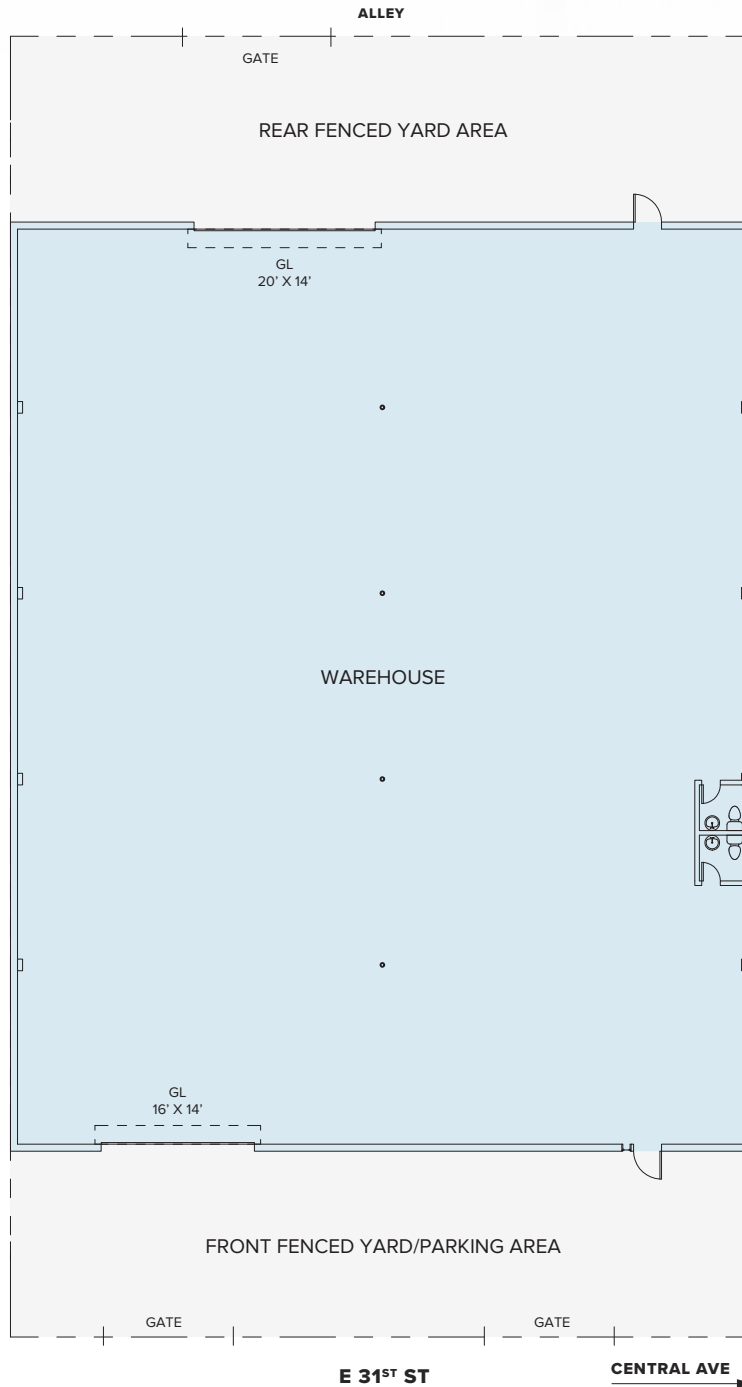 ALLEY
GATE
REAR FENCED YARD AREA
GL
20’ X 14’
WAREHOUSE
GL
16’ X 14’
FRONT FENCED YARD/PARKING AREA
GATE
GATE
E 31ST ST
CENTRAL AVE